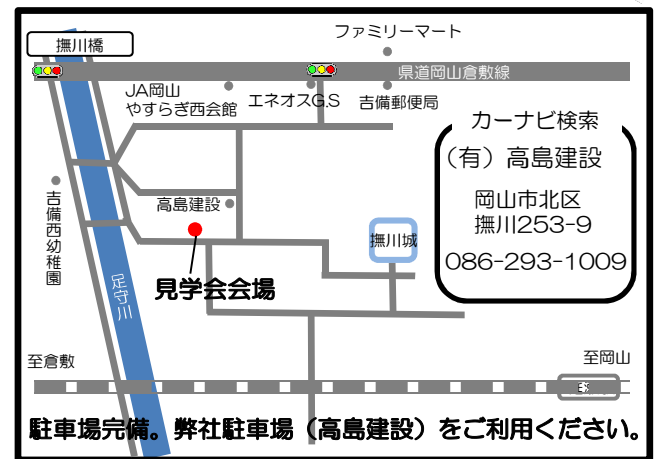 撫川橋
ファミリーマート
県道岡山倉敷線
JA岡山
やすらぎ西会館
エネオスG.S
吉備郵便局
カーナビ検索
（有）高島建設
岡山市北区
撫川253-9
086-293-1009
吉備西幼稚園
高島建設
撫川城
見学会会場
足守川
至倉敷
至岡山
駐車場完備。弊社駐車場（高島建設）をご利用ください。